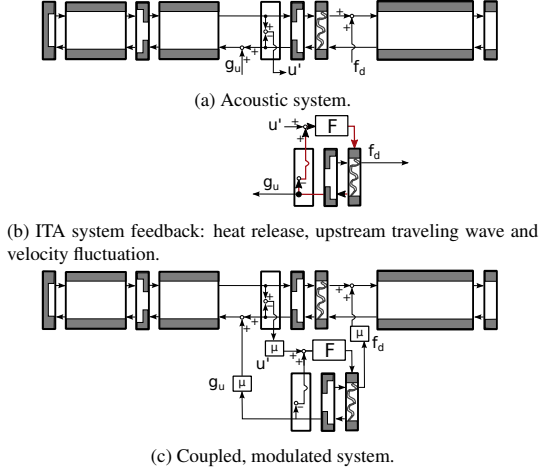 + + +
- + +
g_u u' f_d
(a) Acoustic system.
u' + F
+ f_d
g_u -
(b) ITA system feedback: heat release, upstream traveling wave and
velocity fluctuation.
+ + +
- + +
μ + F μ f_d
u' +
g_u μ -
(c) Coupled, modulated system.